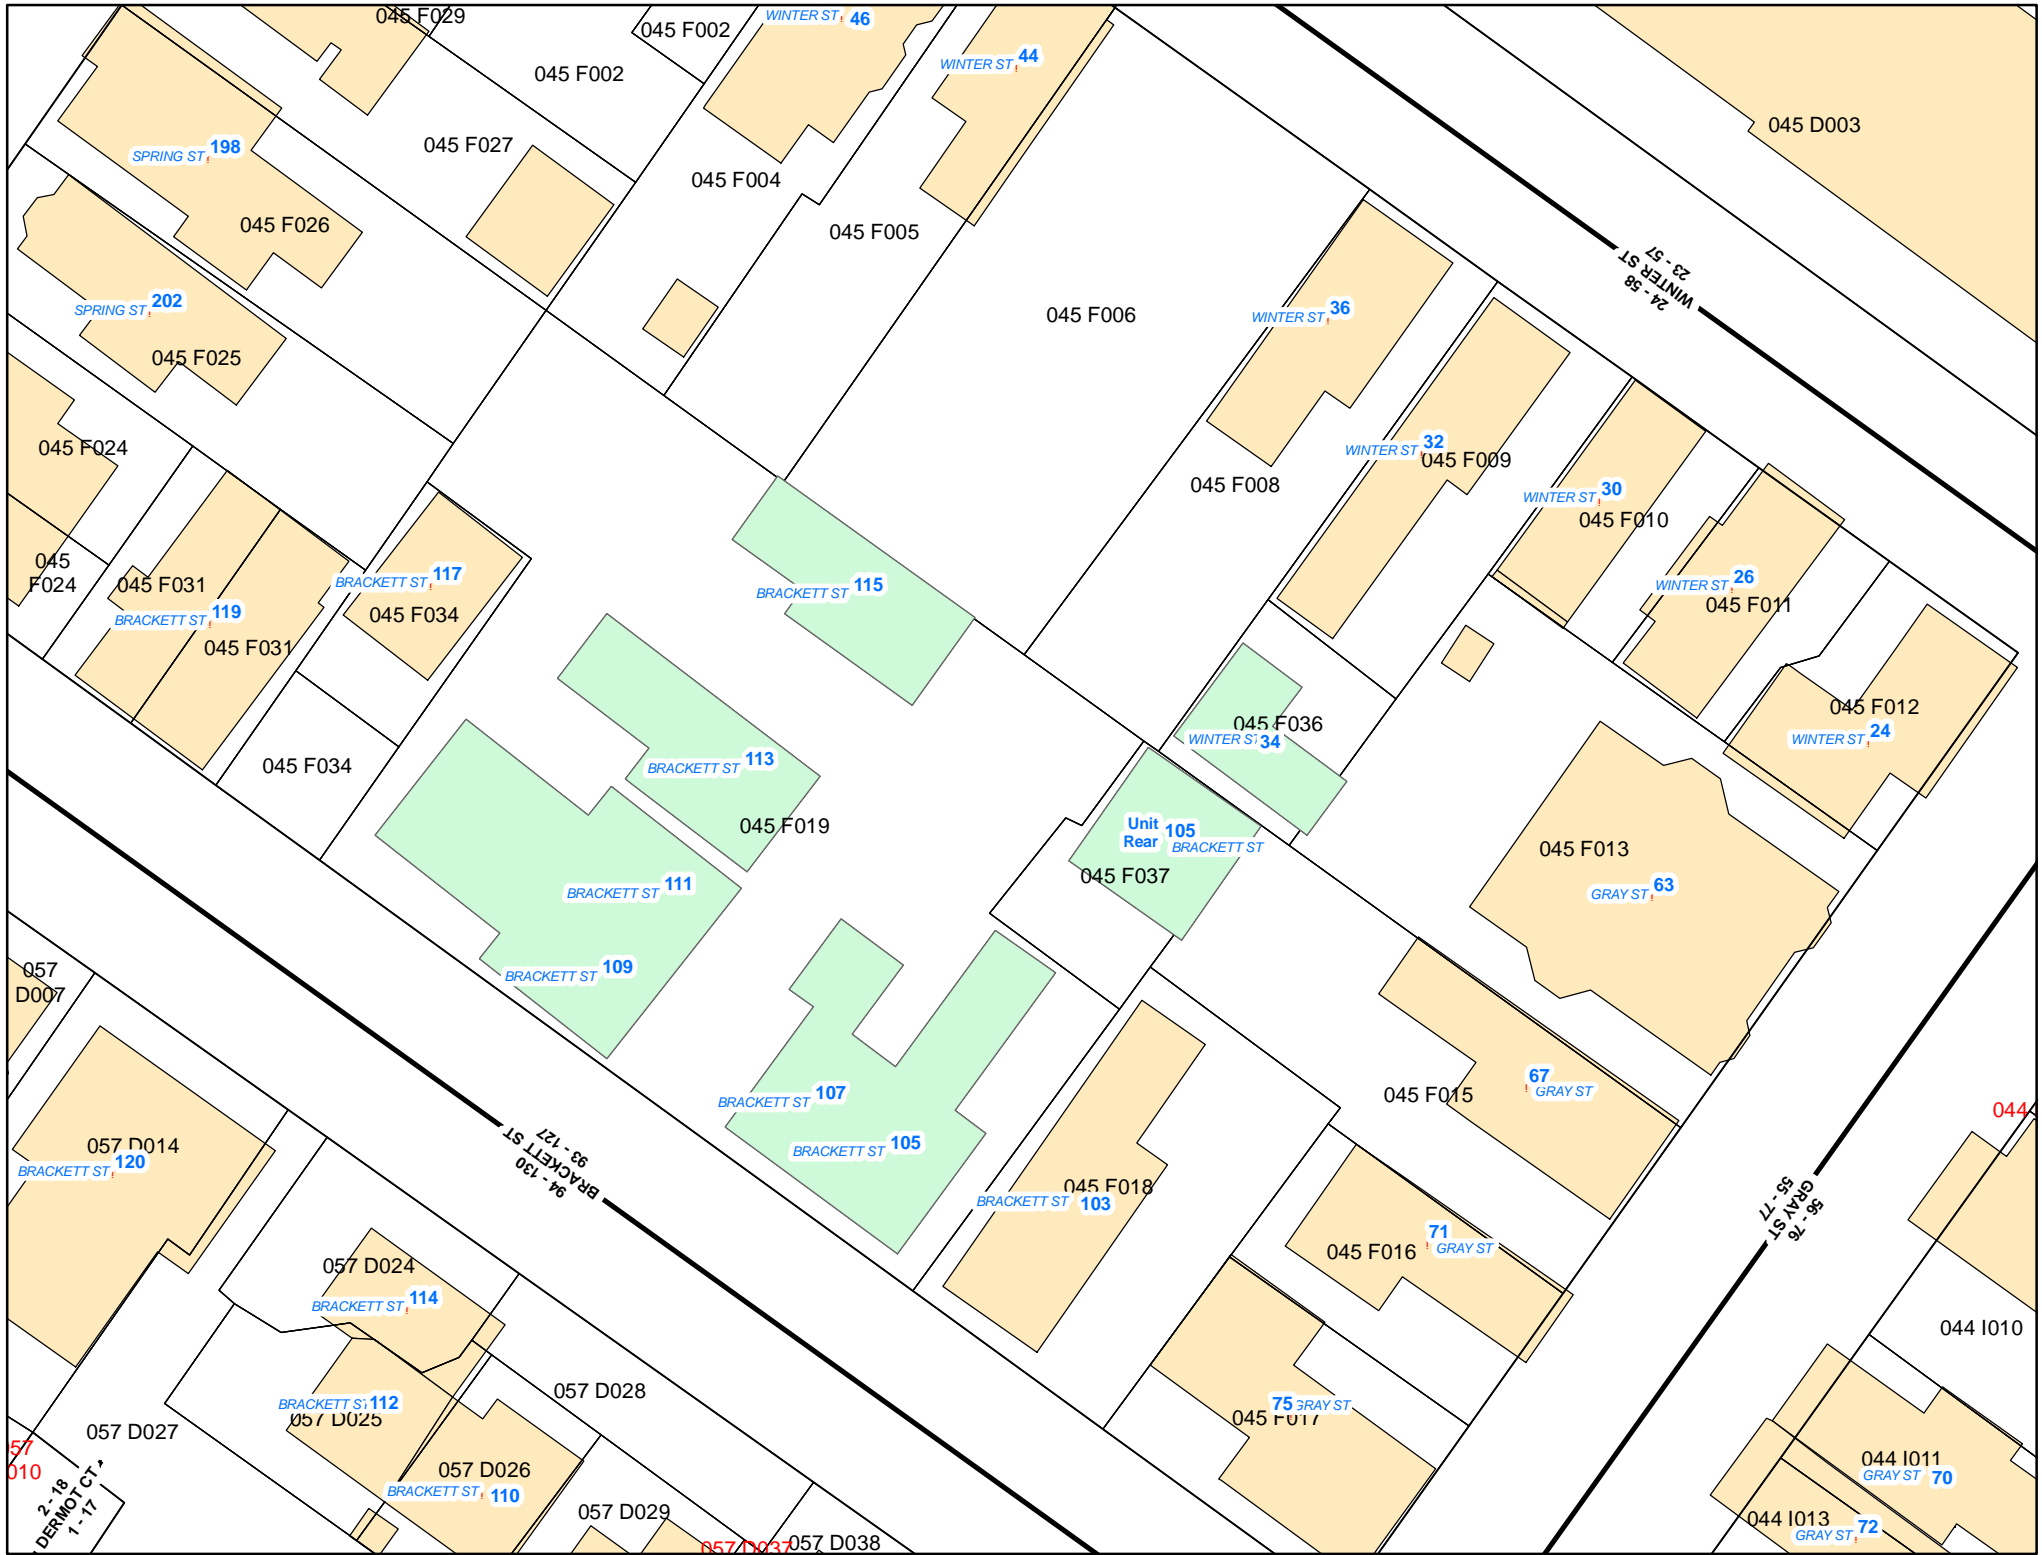 045 F029
WINTER ST 46
045 F002
045 F002
WINTER ST 44
045 D003
SPRING ST 198
045 F027
045 F004
045 F026
045 F005
24 - 58
WINTER ST
23 - 57
SPRING ST 202
045 F025
045 F006
WINTER ST 36
045 F024
WINTER ST 32
045 F009
045 F008
WINTER ST 30
045 F010
045
F024
045 F031
BRACKETT ST 119
045 F031
BRACKETT ST 117
045 F034
BRACKETT ST 115
WINTER ST 26
045 F011
045 F034
BRACKETT ST 113
045 F019
045 F036
WINTER ST 34
045 F012
WINTER ST 24
Unit
Rear 105
BRACKETT ST
045 F037
045 F013
GRAY ST 63
BRACKETT ST 111
BRACKETT ST 109
057
D007
BRACKETT ST 107
BRACKETT ST 105
67
GRAY ST
045 F015
044
057 D014
BRACKETT ST 120
94 - 130
BRACKETT ST
93 - 127
045 F018
BRACKETT ST 103
56 - 76
GRAY ST
55 - 77
71
GRAY ST
045 F016
057 D024
BRACKETT ST 114
044 I010
BRACKETT ST 112
057 D025
057 D028
75 GRAY ST
045 F017
057 D027
057
010
2 - 18
DERMOT CT
1 - 17
057 D026
BRACKETT ST 110
044 I011
GRAY ST 70
057 D029
044 I013
GRAY ST 72
057 D037
057 D038